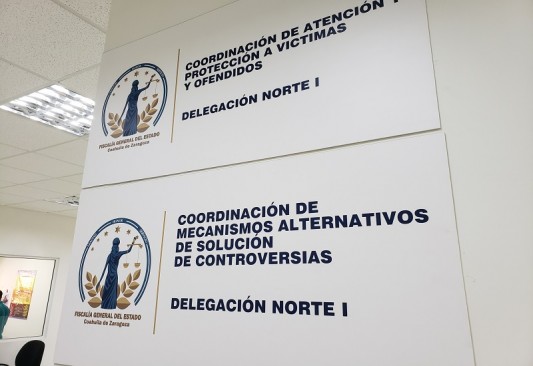 COORDINACIÓN DE ATENCIÓN Y
PROTECCIÓN A VICTIMAS
Y OFENDIDOS
DELEGACIÓN NORTE I
FISCALÍA GENERAL DEL ESTADO
Coahuila de Zaragoza
COORDINACIÓN DE
MECANISMOS ALTERNATIVOS
DE SOLUCIÓN
DE CONTROVERSIAS
DELEGACIÓN NORTE I
FISCALÍA GENERAL DEL ESTADO
Coahuila de Zaragoza